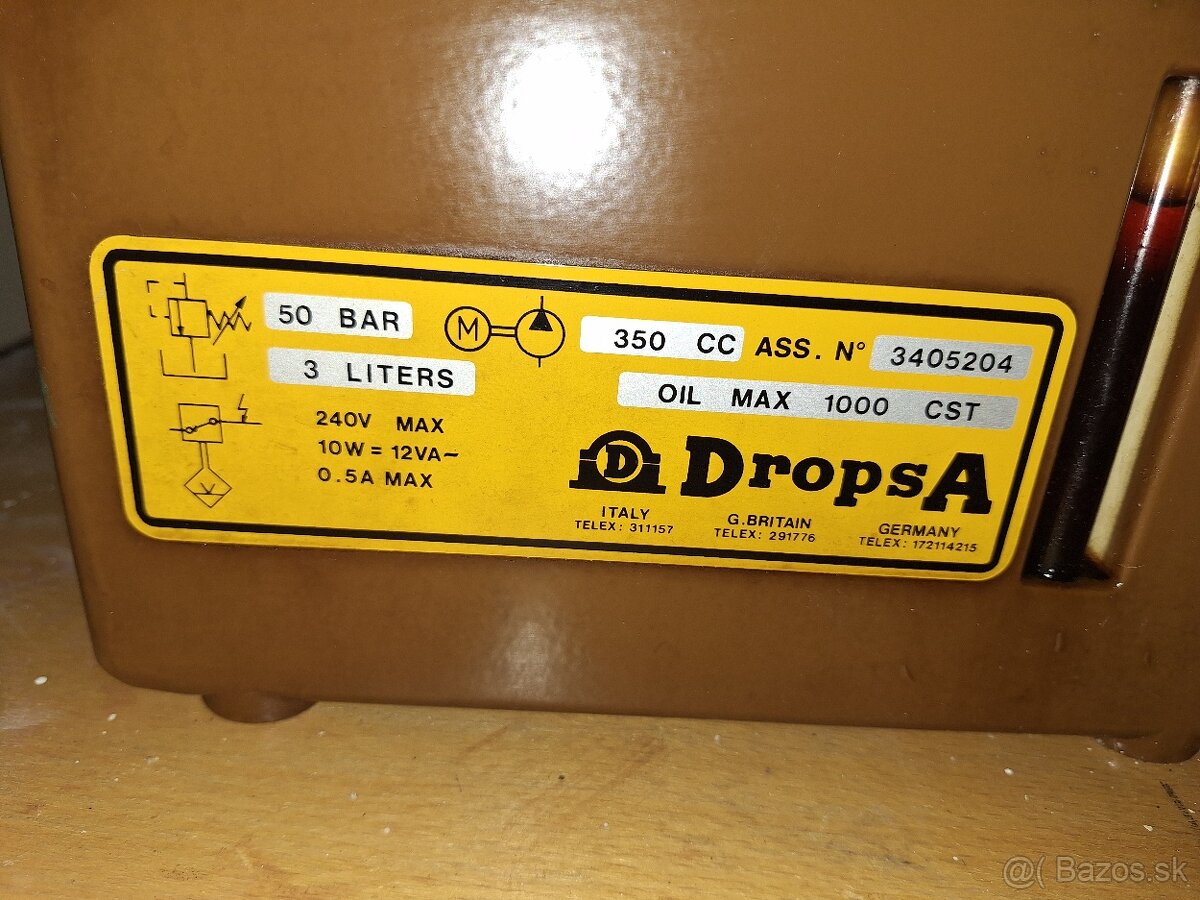 50 BAR
3 LITERS
240V MAX
10W = 12VA~
0.5A MAX
M
350 CC ASS. N° 3405204
OIL MAX 1000 CST
D DropsA
ITALY
TELEX: 311157
G.BRITAIN
TELEX: 291776
GERMANY
TELEX: 172114215
@( Bazos.sk